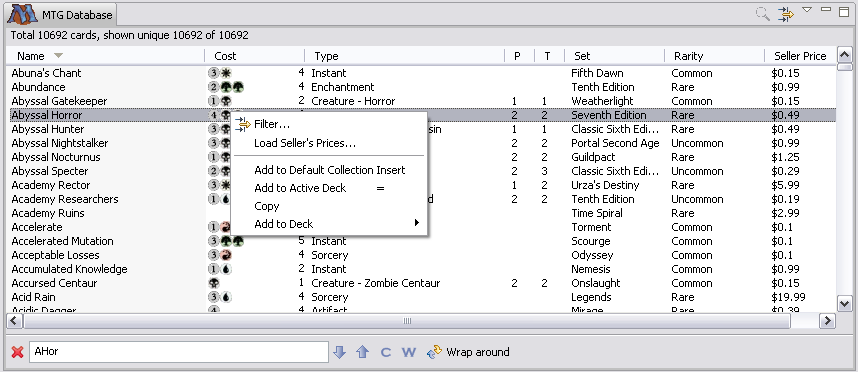 MTG Database
Total 10692 cards, shown unique 10692 of 10692
Name Cost Type P T Set Rarity Seller Price
Abuna's Chant 3 4 Instant Fifth Dawn Common $0.15
Abundance 2 4 Enchantment Tenth Edition Rare $0.99
Abyssal Gatekeeper 1 2 Creature - Horror 1 1 Weatherlight Common $0.15
Abyssal Horror 4 2 2 Seventh Edition Rare $0.49
Abyssal Hunter 3 sin 1 1 Classic Sixth Edi... Rare $0.49
Abyssal Nightstalker 3 2 2 Portal Second Age Uncommon $0.99
Abyssal Nocturnus 1 2 2 Guildpact Rare $1.25
Abyssal Specter 2 2 3 Classic Sixth Edi... Uncommon $0.29
Academy Rector 3 1 2 Urza's Destiny Rare $5.99
Academy Researchers 1 2 2 Tenth Edition Uncommon $0.19
Academy Ruins Time Spiral Rare $2.99
Accelerate 1 Torment Common $0.1
Accelerated Mutation 3 5 Instant Scourge Common $0.1
Acceptable Losses 3 4 Sorcery Odyssey Common $0.1
Accumulated Knowledge 1 2 Instant Nemesis Common $0.99
Accursed Centaur 1 Creature - Zombie Centaur 2 2 Onslaught Common $0.15
Acid Rain 3 4 Sorcery Legends Rare $19.99
Acidic Dagger 4 4 Artifact Mirage Rare $0.39
Filter...
Load Seller's Prices...
Add to Default Collection Insert
Add to Active Deck =
Copy
Add to Deck
AHor C W Wrap around